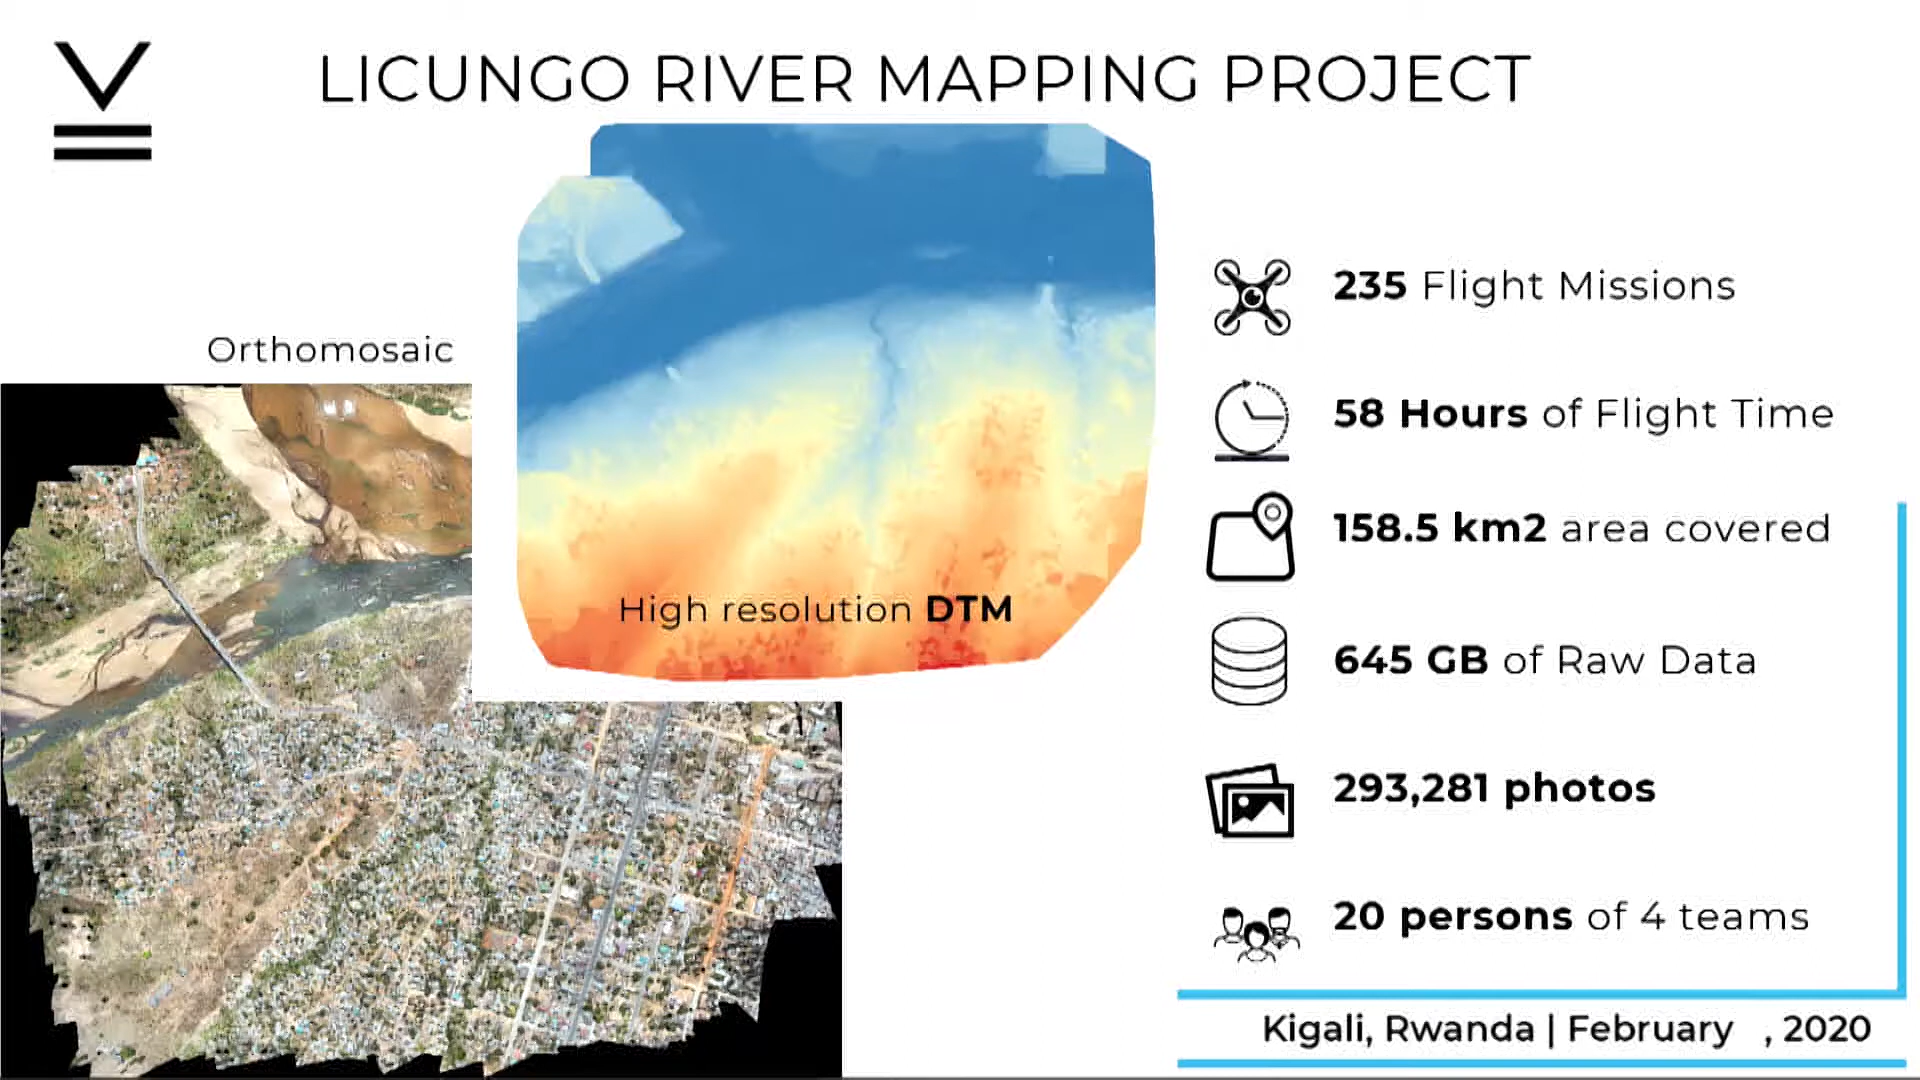 LICUNGO RIVER MAPPING PROJECT
Orthomosaic
High resolution DTM
235 Flight Missions
58 Hours of Flight Time
158.5 km2 area covered
645 GB of Raw Data
293,281 photos
20 persons of 4 teams
Kigali, Rwanda | February , 2020